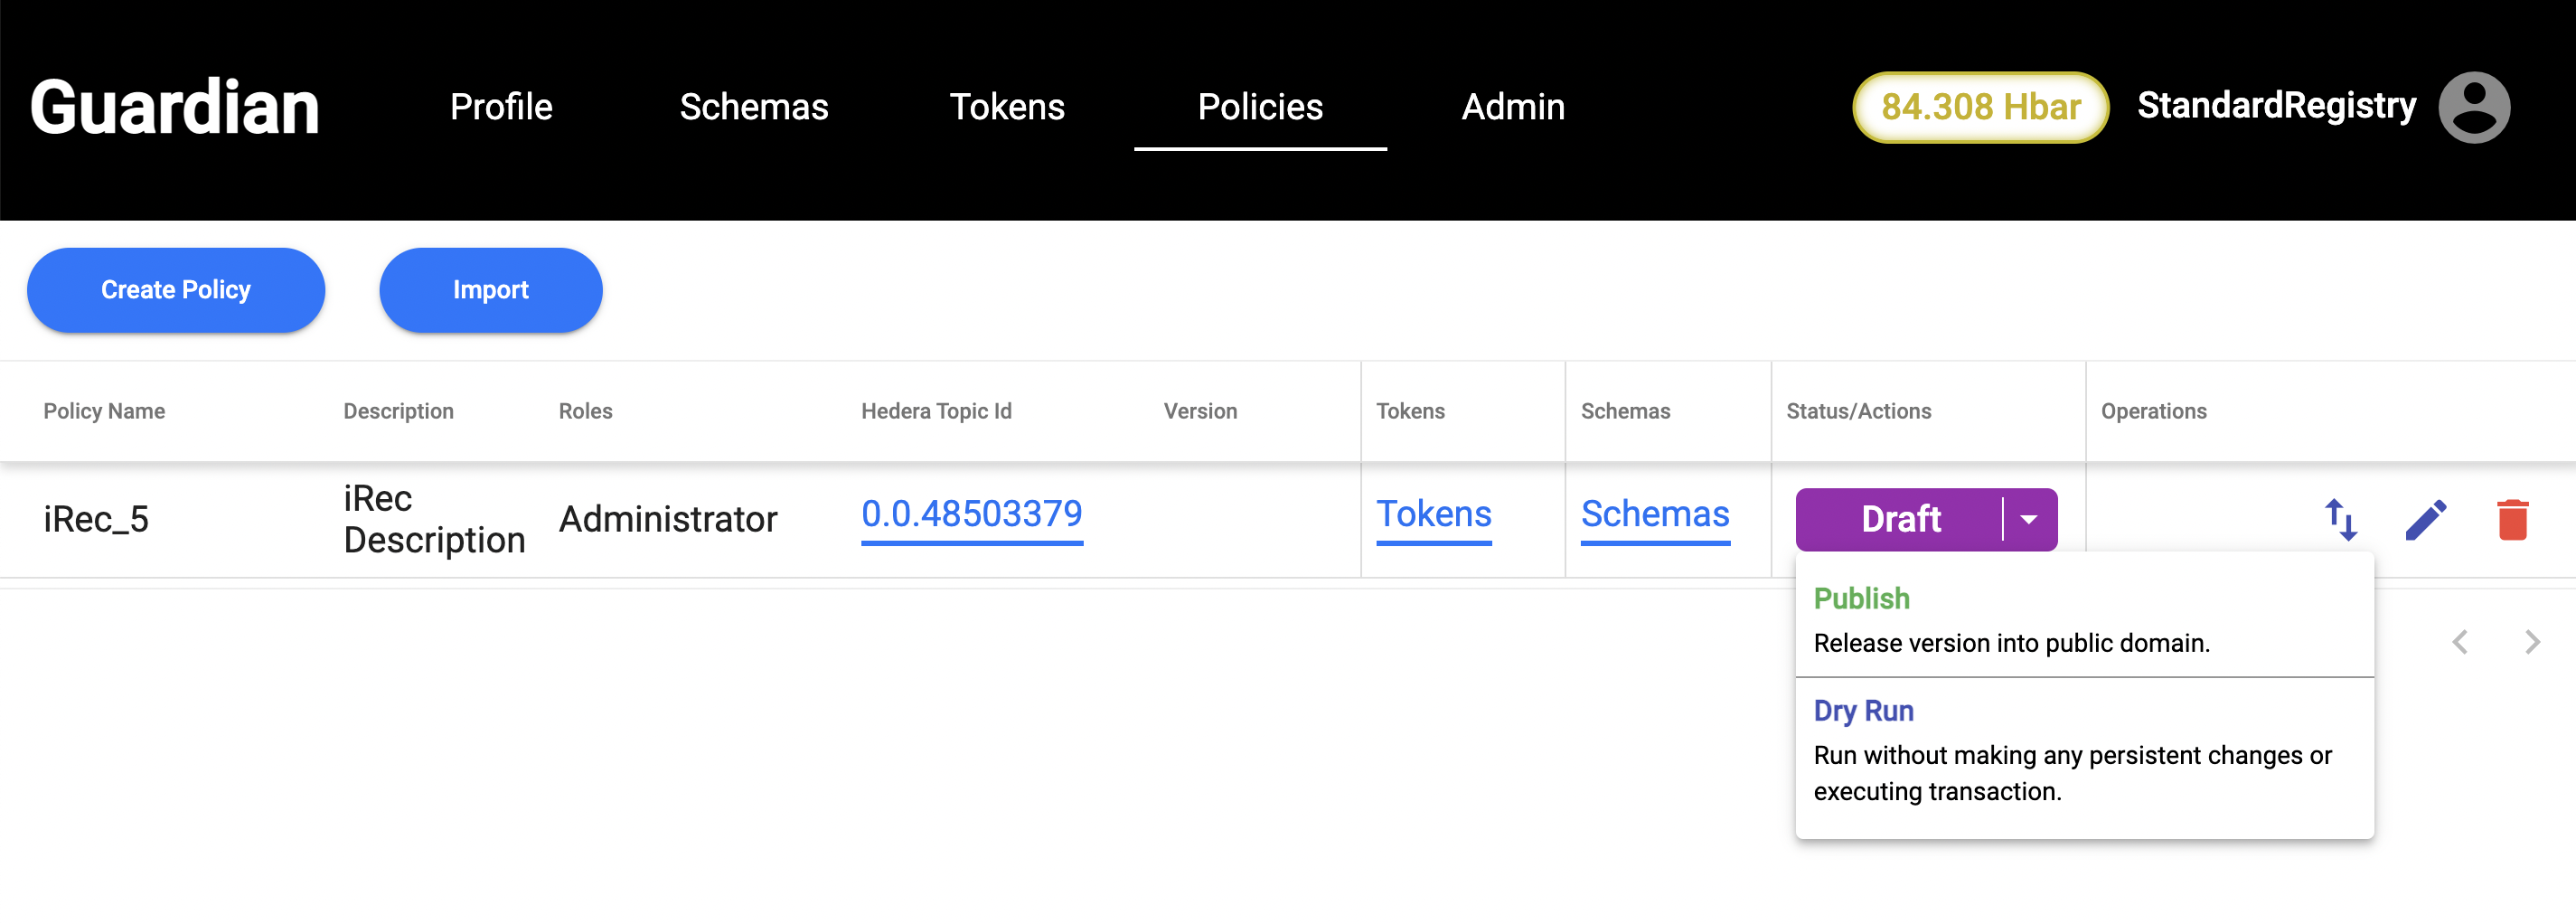 Guardian Profile Schemas Tokens Policies Admin 84.308 Hbar StandardRegistry
Create Policy Import
Policy Name Description Roles Hedera Topic Id Version Tokens Schemas Status/Actions Operations
iRec_5 iRec Administrator 0.0.48503379 Tokens Schemas Draft
Description
Publish
Release version into public domain.
Dry Run
Run without making any persistent changes or
executing transaction.